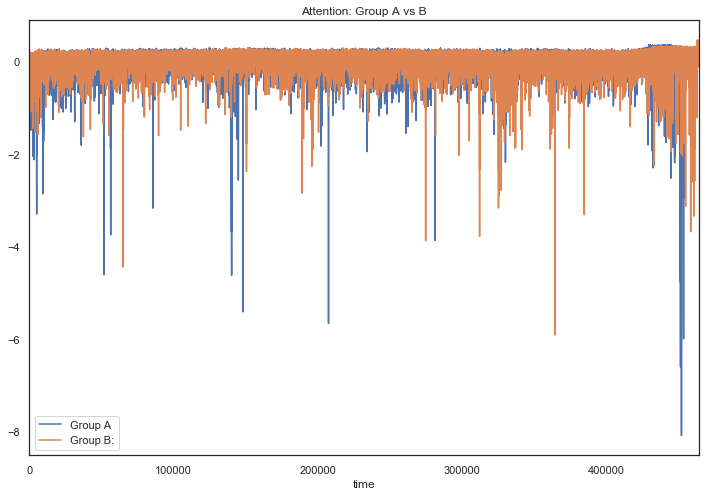 Attention: Group A vs B
0
−2
−4
−6
−8
Group A
Group B:
0
100000
200000
300000
400000
time